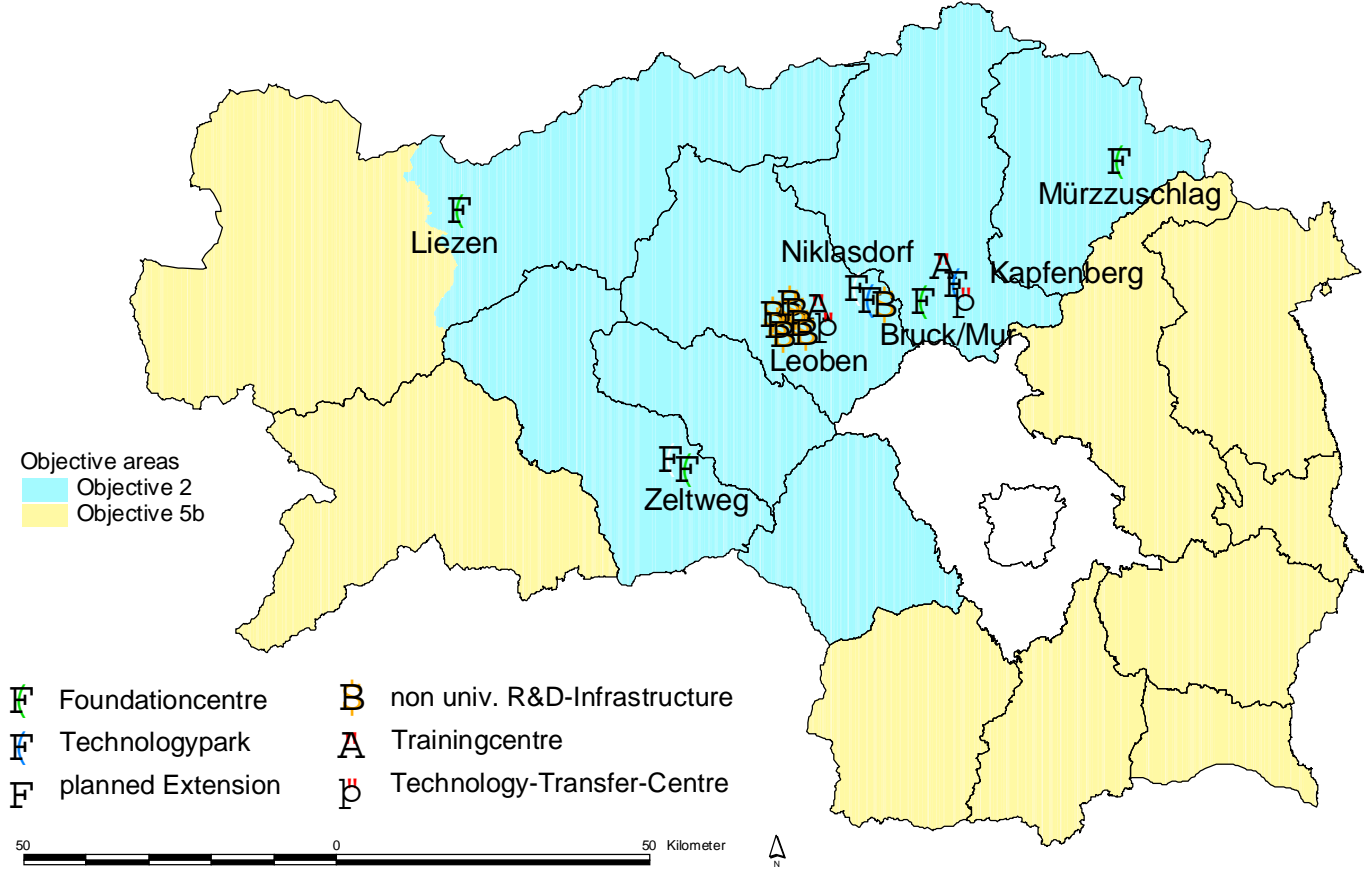 F
Mürzzuschlag
F
Liezen
Niklasdorf
A
Kapfenberg
F
F
B
F
F
p
Bruck/Mur
B
B
B
B
B
B
B
A
p
Leoben
F
F
Zeltweg
Objective areas
Objective 2
Objective 5b
F Foundationcentre
F Technologypark
F planned Extension
B non univ. R&D-Infrastructure
A Trainingcentre
p Technology-Transfer-Centre
50 0 50 Kilometer
N